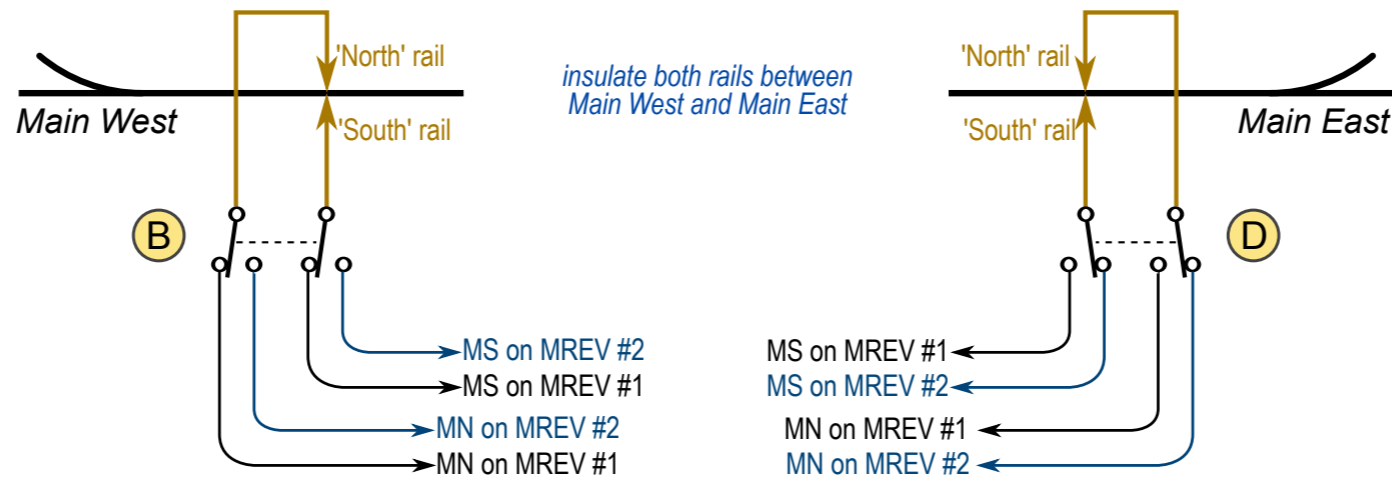 'North' rail
'South' rail
Main West
insulate both rails between
Main West and Main East
'North' rail
'South' rail
Main East
B
D
MS on MREV #2
MS on MREV #1
MN on MREV #2
MN on MREV #1
MS on MREV #1
MS on MREV #2
MN on MREV #1
MN on MREV #2